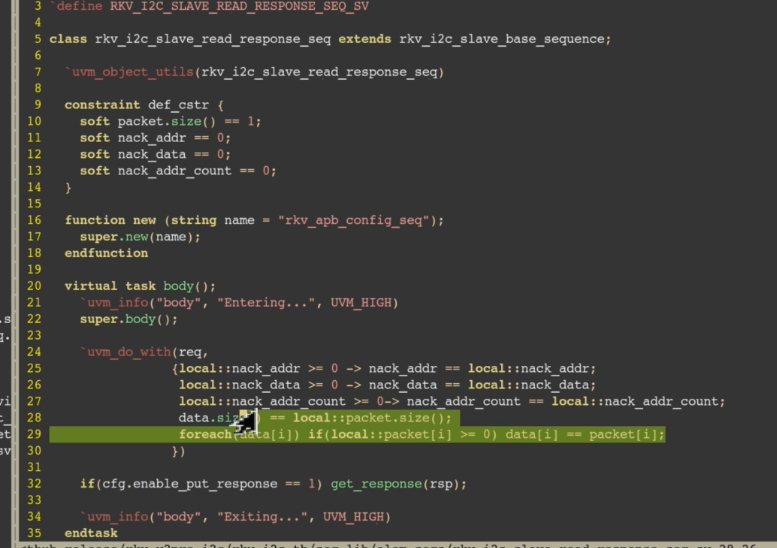 3 `define RKV_I2C_SLAVE_READ_RESPONSE_SEQ_SV
4
5 class rkv_i2c_slave_read_response_seq extends rkv_i2c_slave_base_sequence;
6
7 `uvm_object_utils(rkv_i2c_slave_read_response_seq)
8
9 constraint def_cstr {
10 soft packet.size() == 1;
11 soft nack_addr == 0;
12 soft nack_data == 0;
13 soft nack_addr_count == 0;
14 }
15
16 function new (string name = "rkv_apb_config_seq");
17 super.new(name);
18 endfunction
19
20 virtual task body();
21 `uvm_info("body", "Entering...", UVM_HIGH)
22 super.body();
23
24 `uvm_do_with(req,
25 {local::nack_addr >= 0 -> nack_addr == local::nack_addr;
26 local::nack_data >= 0 -> nack_data == local::nack_data;
27 local::nack_addr_count >= 0-> nack_addr_count == local::nack_addr_count;
28 data.siz ) == local::packet.size();
29 foreach(data[i]) if(local::packet[i] >= 0) data[i] == packet[i];
30 })
31
32 if(cfg.enable_put_response == 1) get_response(rsp);
33
34 `uvm_info("body", "Exiting...", UVM_HIGH)
35 endtask